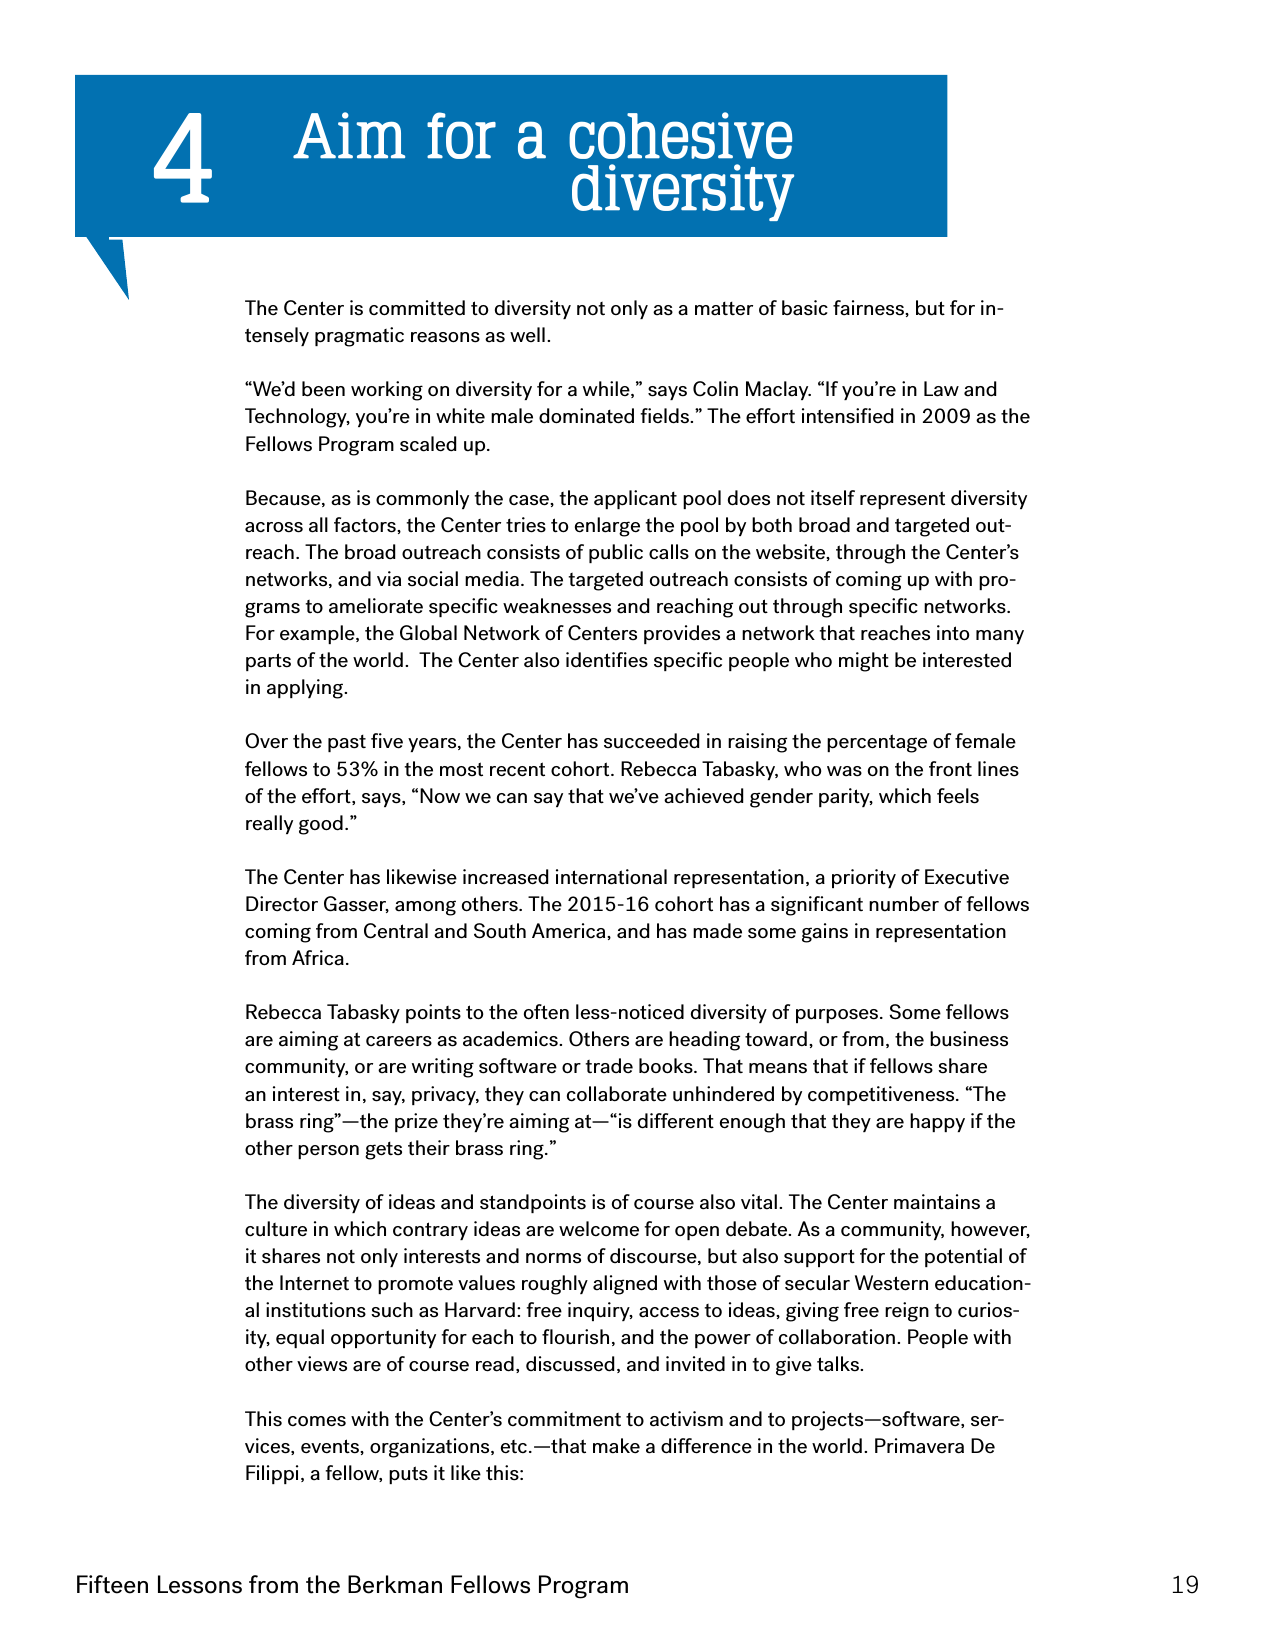 4
Aim for a cohesive
diversity
The Center is committed to diversity not only as a matter of basic fairness, but for in-
tensely pragmatic reasons as well.
“We’d been working on diversity for a while,” says Colin Maclay. “If you’re in Law and
Technology, you’re in white male dominated fields.” The effort intensified in 2009 as the
Fellows Program scaled up.
Because, as is commonly the case, the applicant pool does not itself represent diversity
across all factors, the Center tries to enlarge the pool by both broad and targeted out-
reach. The broad outreach consists of public calls on the website, through the Center’s
networks, and via social media. The targeted outreach consists of coming up with pro-
grams to ameliorate specific weaknesses and reaching out through specific networks.
For example, the Global Network of Centers provides a network that reaches into many
parts of the world.  The Center also identifies specific people who might be interested
in applying.
Over the past five years, the Center has succeeded in raising the percentage of female
fellows to 53% in the most recent cohort. Rebecca Tabasky, who was on the front lines
of the effort, says, “Now we can say that we’ve achieved gender parity, which feels
really good.”
The Center has likewise increased international representation, a priority of Executive
Director Gasser, among others. The 2015-16 cohort has a significant number of fellows
coming from Central and South America, and has made some gains in representation
from Africa.
Rebecca Tabasky points to the often less-noticed diversity of purposes. Some fellows
are aiming at careers as academics. Others are heading toward, or from, the business
community, or are writing software or trade books. That means that if fellows share
an interest in, say, privacy, they can collaborate unhindered by competitiveness. “The
brass ring”—the prize they’re aiming at—“is different enough that they are happy if the
other person gets their brass ring.”
The diversity of ideas and standpoints is of course also vital. The Center maintains a
culture in which contrary ideas are welcome for open debate. As a community, however,
it shares not only interests and norms of discourse, but also support for the potential of
the Internet to promote values roughly aligned with those of secular Western education-
al institutions such as Harvard: free inquiry, access to ideas, giving free reign to curios-
ity, equal opportunity for each to flourish, and the power of collaboration. People with
other views are of course read, discussed, and invited in to give talks.
This comes with the Center’s commitment to activism and to projects—software, ser-
vices, events, organizations, etc.—that make a difference in the world. Primavera De
Filippi, a fellow, puts it like this:
Fifteen Lessons from the Berkman Fellows Program
19